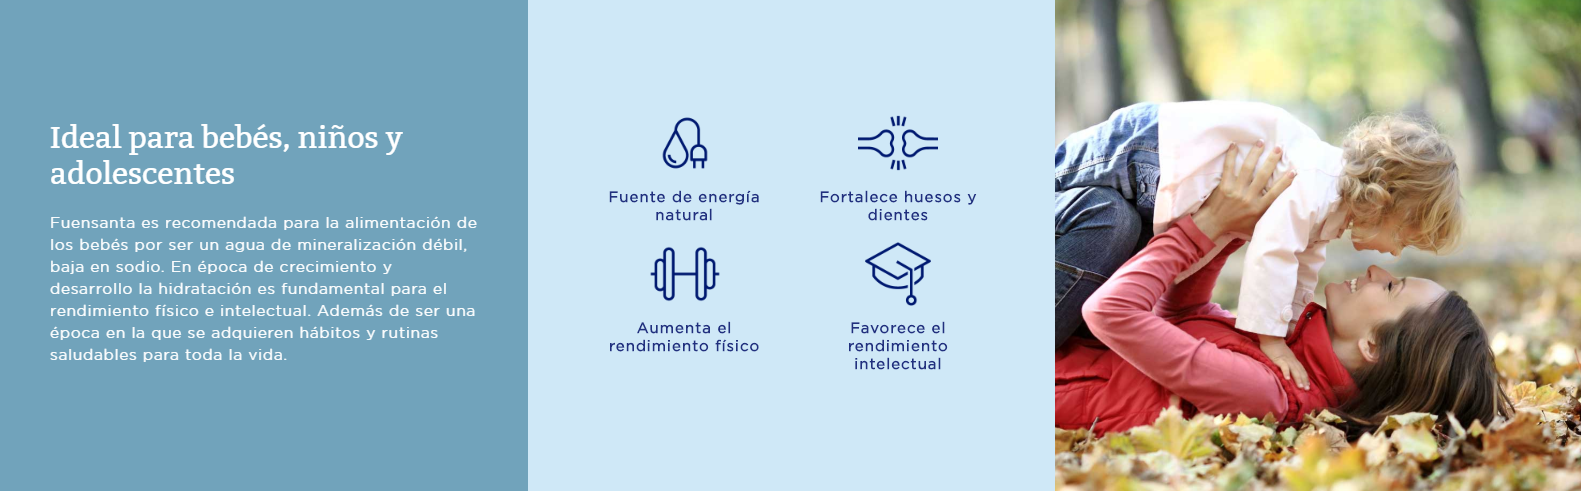 Ideal para bebés, niños y
adolescentes
Fuensanta es recomendada para la alimentación de
los bebés por ser un agua de mineralización débil,
baja en sodio. En época de crecimiento y
desarrollo la hidratación es fundamental para el
rendimiento físico e intelectual. Además de ser una
época en la que se adquieren hábitos y rutinas
saludables para toda la vida.
Fuente de energía
natural
Fortalece huesos y
dientes
Aumenta el
rendimiento físico
Favorece el
rendimiento
intelectual